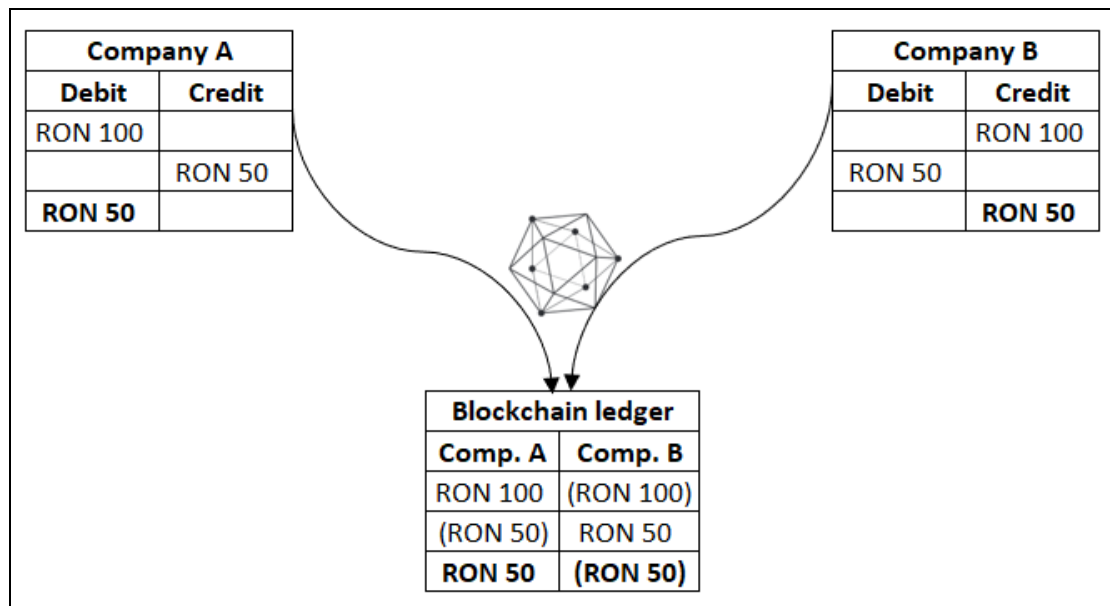 Company A
Debit Credit
RON 100
RON 50
RON 50
Company B
Debit Credit
RON 100
RON 50
RON 50
Blockchain ledger
Comp. A Comp. B
RON 100 (RON 100)
(RON 50) RON 50
RON 50 (RON 50)